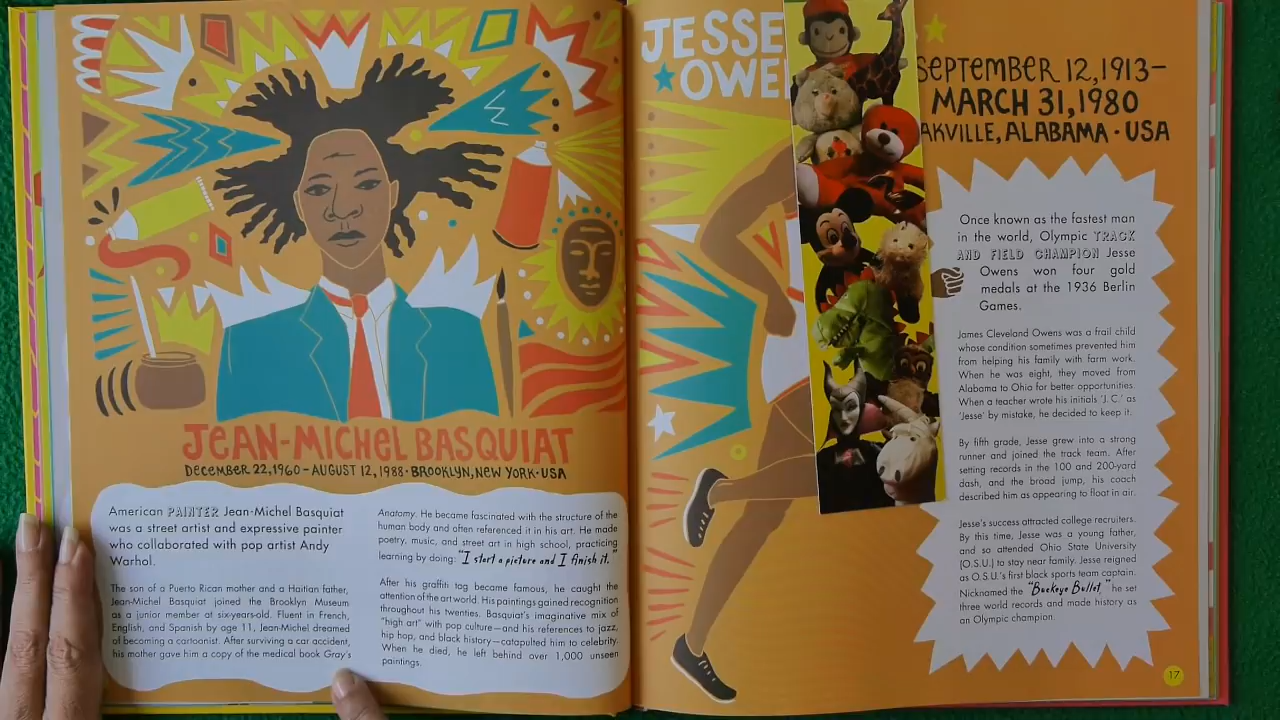 JEAN-MICHEL BASQUIAT
DECEMBER 22, 1960 – AUGUST 12, 1988 • BROOKLYN, NEW YORK • USA
American PAINTER Jean-Michel Basquiat
was a street artist and expressive painter
who collaborated with pop artist Andy
Warhol.
The son of a Puerto Rican mother and a Haitian father,
Jean-Michel Basquiat joined the Brooklyn Museum
as a junior member at six-years-old. Fluent in French,
English, and Spanish by age 11, Jean-Michel dreamed
of becoming a cartoonist. After surviving a car accident,
his mother gave him a copy of the medical book Gray's
Anatomy. He became fascinated with the structure of the
human body and often referenced it in his art. He made
poetry, music, and street art in high school, practicing
learning by doing: "I start a picture and I finish it."
After his graffiti tag became famous, he caught the
attention of the art world. His paintings gained recognition
throughout his twenties. Basquiat's imaginative mix of
"high art" with pop culture—and his references to jazz,
hip hop, and black history—catapulted him to celebrity.
When he died, he left behind over 1,000 unseen
paintings.
JESSE
OWE
SEPTEMBER 12, 1913–
MARCH 31, 1980
AKVILLE, ALABAMA • USA
Once known as the fastest man
in the world, Olympic TRACK
AND FIELD CHAMPION Jesse
Owens won four gold
medals at the 1936 Berlin
Games.
James Cleveland Owens was a frail child
whose condition sometimes prevented him
from helping his family with farm work.
When he was eight, they moved from
Alabama to Ohio for better opportunities.
When a teacher wrote his initials 'J. C.' as
'Jesse' by mistake, he decided to keep it.
By fifth grade, Jesse grew into a strong
runner and joined the track team. After
setting records in the 100 and 200-yard
dash, and the broad jump, his coach
described him as appearing to float in air.
Jesse's success attracted college recruiters.
By this time, Jesse was a young father,
and so attended Ohio State University
(O.S.U.) to stay near family. Jesse reigned
as O.S.U.'s first black sports team captain.
Nicknamed the "Buckeye Bullet," he set
three world records and made history as
an Olympic champion.
17